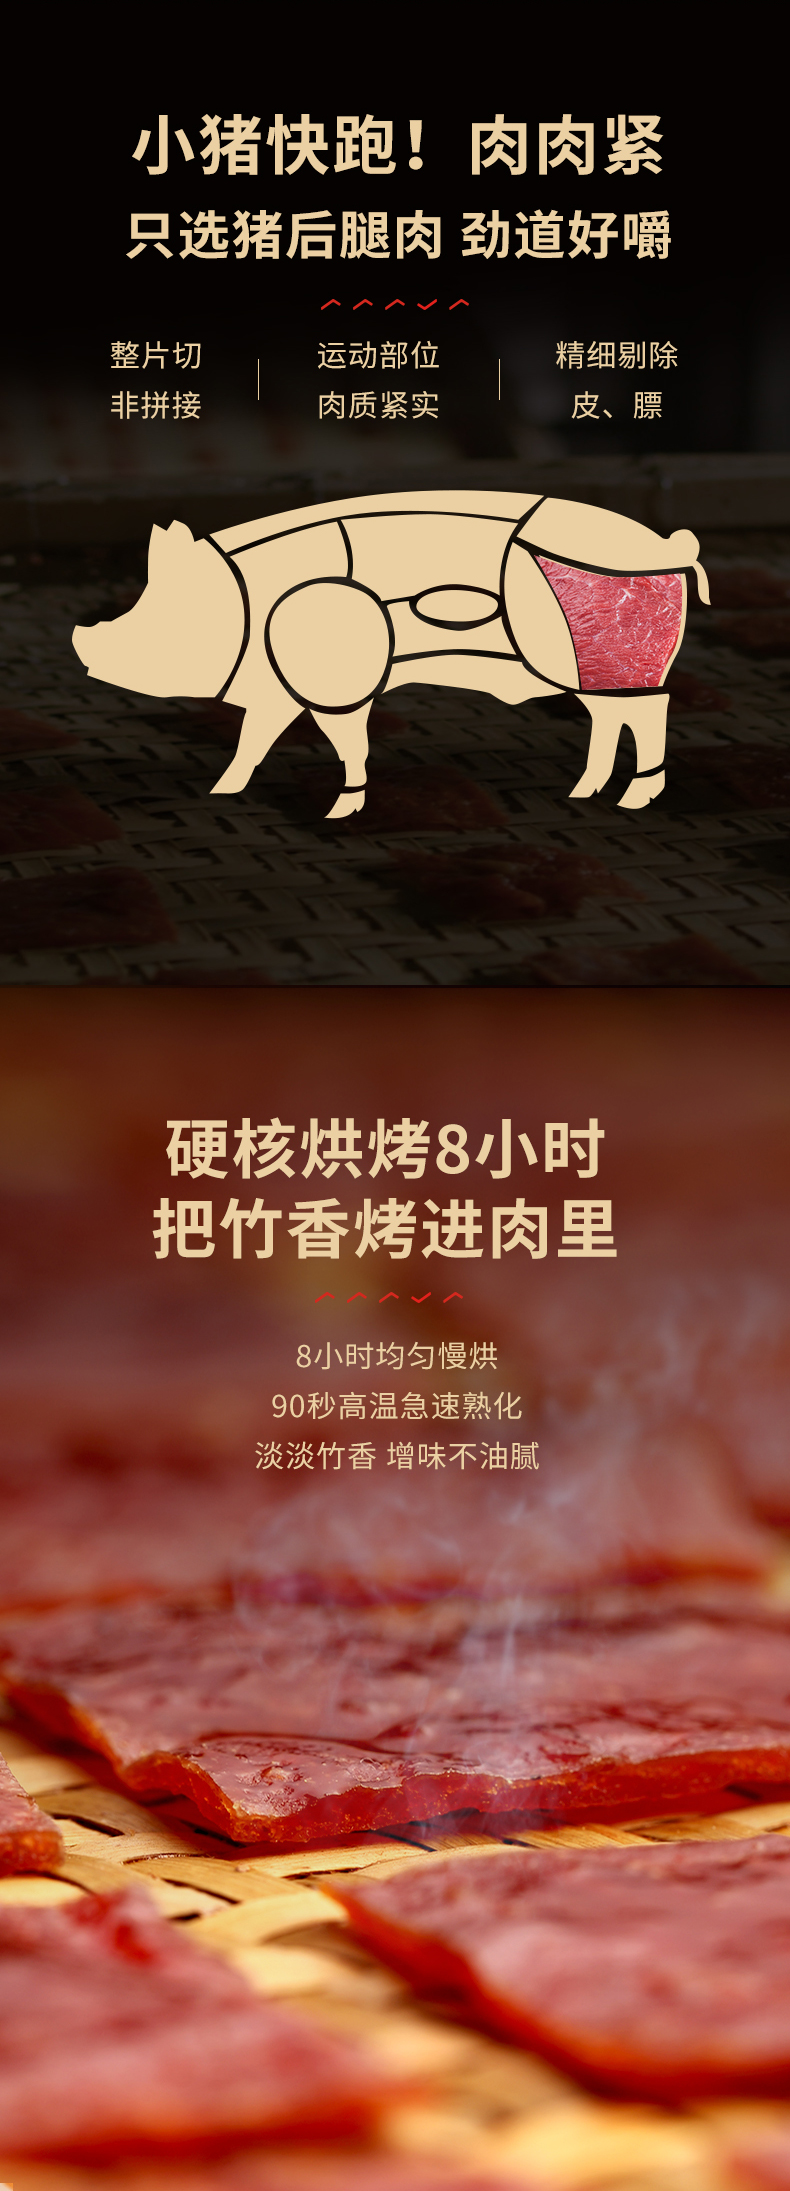 小猪快跑！肉肉紧
只选猪后腿肉 劲道好嚼
整片切
非拼接
运动部位
肉质紧实
精细剔除
皮、膘
硬核烘烤8小时
把竹香烤进肉里
8小时均匀慢烘
90秒高温急速熟化
淡淡竹香 增味不油腻